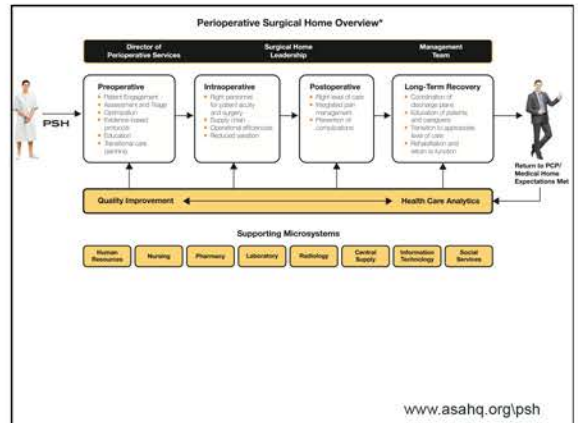 Perioperative Surgical Home Overview*
Director of
Perioperative Services
Surgical Home
Leadership
Management
Team
PSH
Preoperative
• Patient Engagement
• Assessment and Triage
• Optimization
• Evidence-based
protocols
• Education
• Transitional care
planning
Intraoperative
• Right personnel
for patient acuity
and surgery
• Supply chain
• Operational efficiencies
• Reduced variation
Postoperative
• Right level of care
• Integrated pain
management
• Prevention of
complications
Long-Term Recovery
• Coordination of
discharge plans
• Education of patients
and caregivers
• Transition to appropriate
level of care
• Rehabilitation and
return to function
Return to PCP/
Medical Home
Expectations Met
Quality Improvement
Health Care Analytics
Supporting Microsystems
Human
Resources
Nursing
Pharmacy
Laboratory
Radiology
Central
Supply
Information
Technology
Social
Services
www.asahq.org\psh